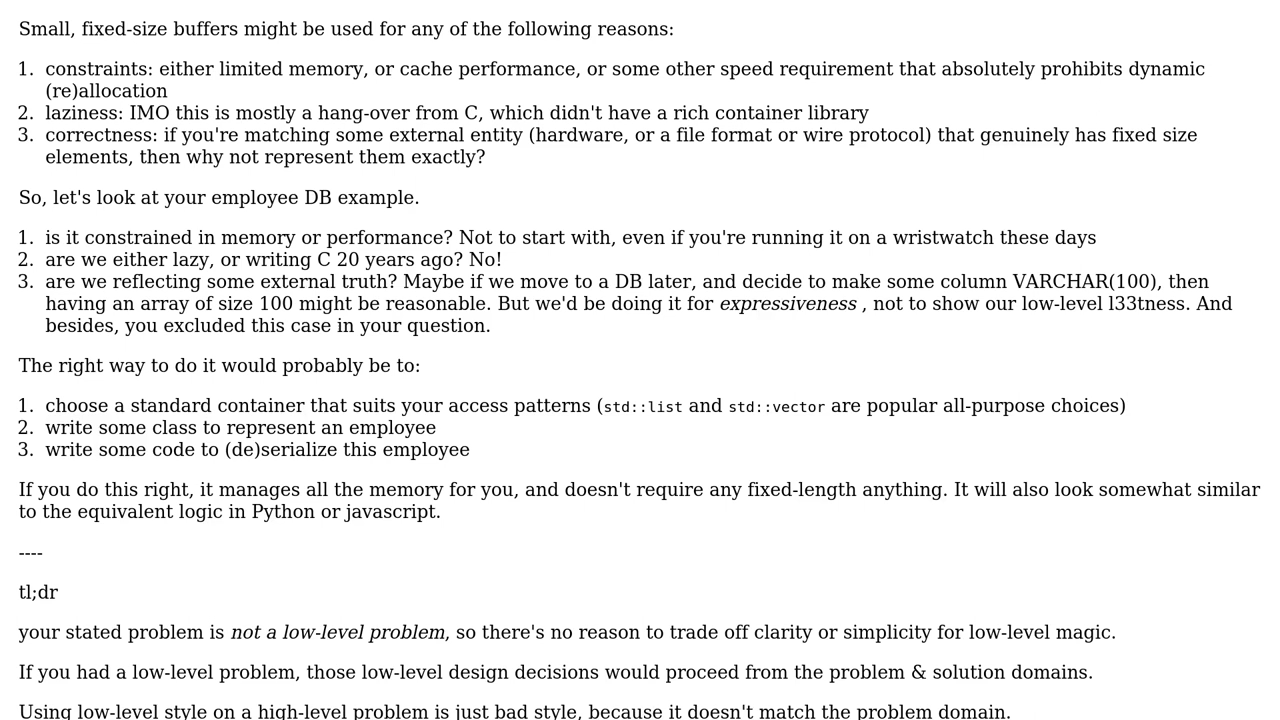 Small, fixed-size buffers might be used for any of the following reasons:
1. constraints: either limited memory, or cache performance, or some other speed requirement that absolutely prohibits dynamic
(re)allocation
2. laziness: IMO this is mostly a hang-over from C, which didn't have a rich container library
3. correctness: if you're matching some external entity (hardware, or a file format or wire protocol) that genuinely has fixed size
elements, then why not represent them exactly?
So, let's look at your employee DB example.
1. is it constrained in memory or performance? Not to start with, even if you're running it on a wristwatch these days
2. are we either lazy, or writing C 20 years ago? No!
3. are we reflecting some external truth? Maybe if we move to a DB later, and decide to make some column VARCHAR(100), then
having an array of size 100 might be reasonable. But we'd be doing it for expressiveness , not to show our low-level l33tness. And
besides, you excluded this case in your question.
The right way to do it would probably be to:
1. choose a standard container that suits your access patterns (std::list and std::vector are popular all-purpose choices)
2. write some class to represent an employee
3. write some code to (de)serialize this employee
If you do this right, it manages all the memory for you, and doesn't require any fixed-length anything. It will also look somewhat similar
to the equivalent logic in Python or javascript.
----
tl;dr
your stated problem is not a low-level problem, so there's no reason to trade off clarity or simplicity for low-level magic.
If you had a low-level problem, those low-level design decisions would proceed from the problem & solution domains.
Using low-level style on a high-level problem is just bad style, because it doesn't match the problem domain.